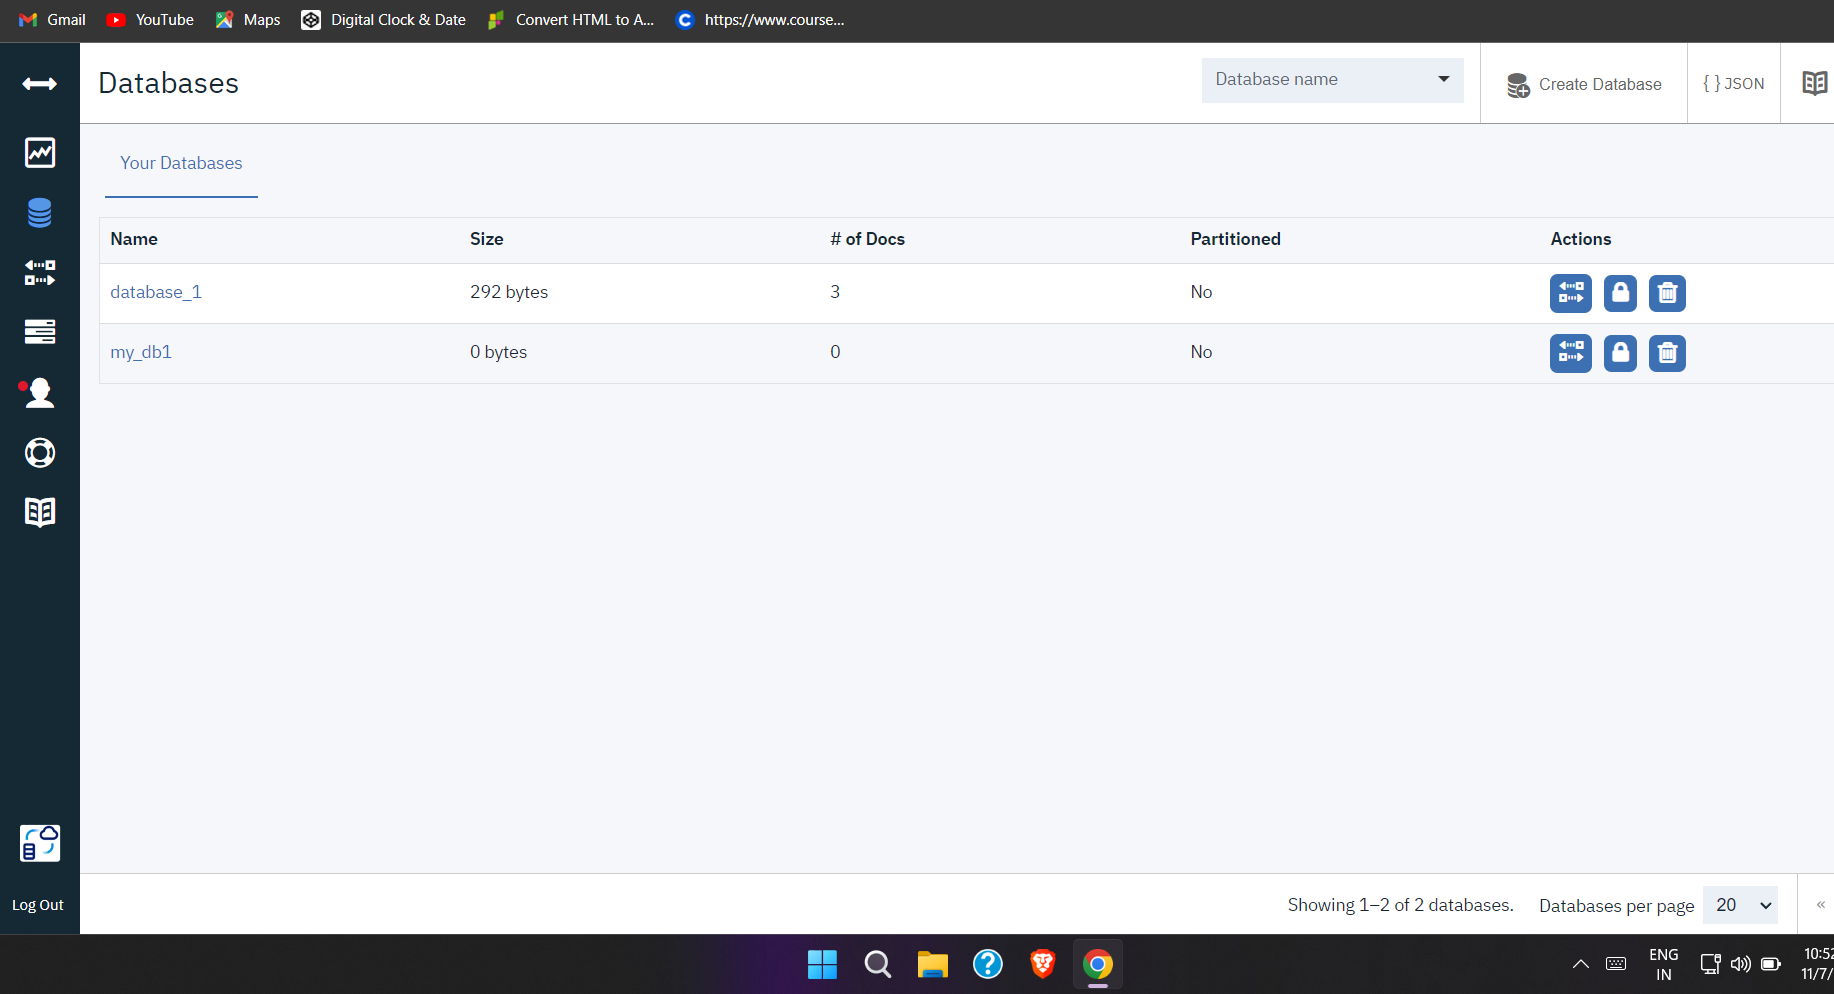 Gmail YouTube Maps Digital Clock & Date Convert HTML to A... https://www.course...
Databases
Database name
Create Database
{ } JSON
Your Databases
Name Size # of Docs Partitioned Actions
database_1 292 bytes 3 No
my_db1 0 bytes 0 No
Log Out
Showing 1–2 of 2 databases. Databases per page 20 «
ENG
IN
10:52
11/7/